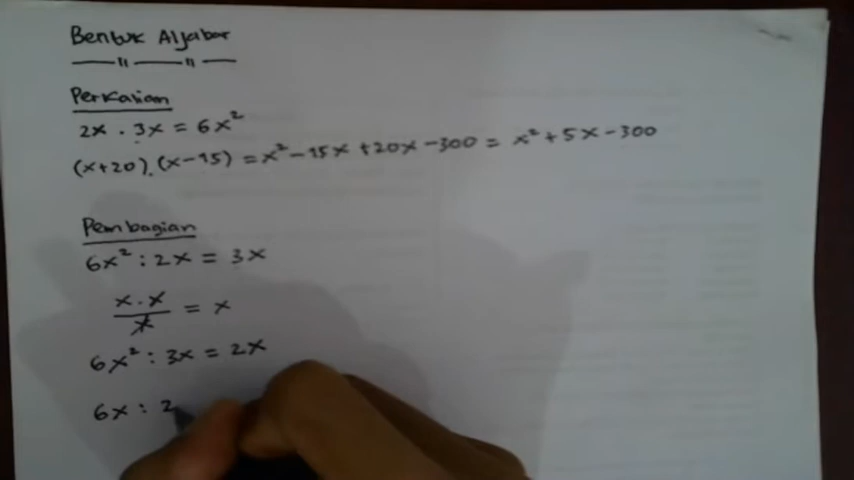 Bentuk Aljabar
Perkalian
2x . 3x = 6x²
(x+20).(x-15) = x² - 15x + 20x - 300 = x² + 5x - 300
Pembagian
6x² : 2x = 3x
x . x / x = x
6x² : 3x = 2x
6x : 2